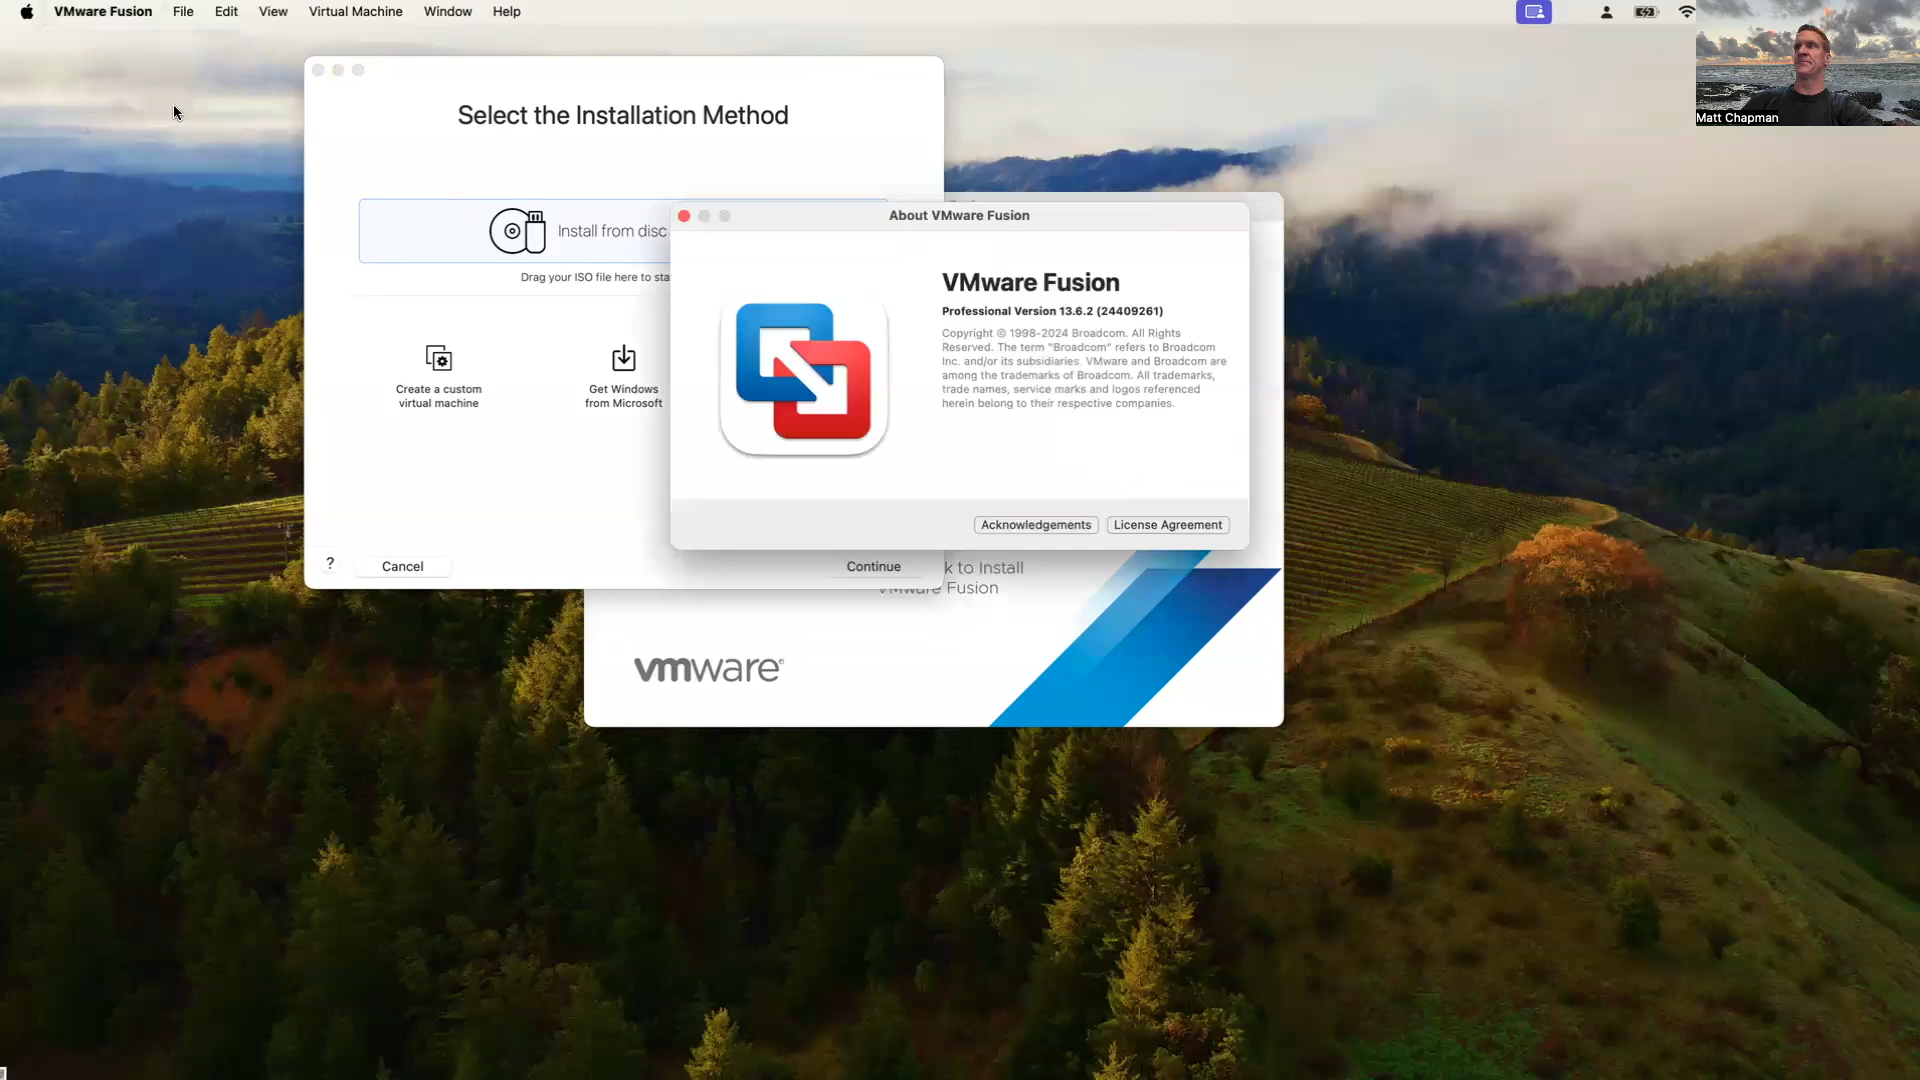 VMware Fusion File Edit View Virtual Machine Window Help
Matt Chapman
Select the Installation Method
Install from disc
Drag your ISO file here to
Create a custom
virtual machine
Get Windows
from Microsoft
?
Cancel
Continue
About VMware Fusion
VMware Fusion
Professional Version 13.6.2 (24409261)
Copyright © 1998-2024 Broadcom. All Rights
Reserved. The term "Broadcom" refers to Broadcom
Inc. and/or its subsidiaries. VMware and Broadcom are
among the trademarks of Broadcom. All trademarks,
trade names, service marks and logos referenced
herein belong to their respective companies.
Acknowledgements
License Agreement
to Install
VMware Fusion
vmware®